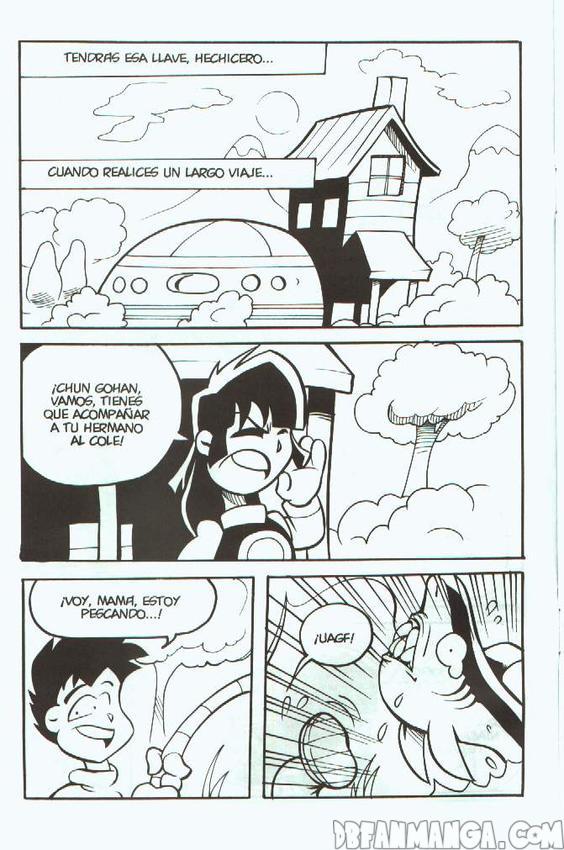 TENDRAS ESA LLAVE, HECHICERO...
CUANDO REALICES UN LARGO VIAJE...
¡CHUN GOHAN,
VAMOS, TIENES
QUE ACOMPAÑAR
A TU HERMANO
AL COLE!
¡VOY, MAMA, ESTOY
PESCANDO...!
¡UAGF!
DBFANMANGA.COM